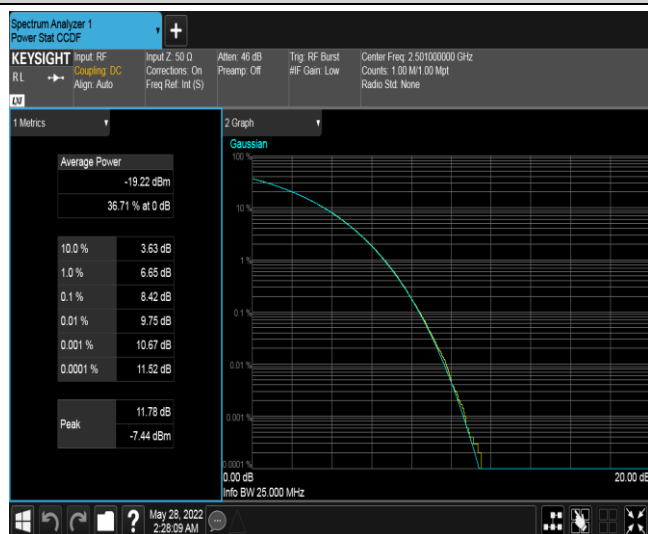 Spectrum Analyzer 1
Power Stat CCDF
+
KEYSIGHT
RL
LXI
Input: RF
Coupling: DC
Align: Auto
Input Z: 50 Ω
Corrections: On
Freq Ref: Int (S)
Atten: 46 dB
Preamp: Off
Trig: RF Burst
#IF Gain: Low
Center Freq: 2.501000000 GHz
Counts: 1.00 M/1.00 Mpt
Radio Std: None
1 Metrics
Average Power
-19.22 dBm
36.71 % at 0 dB
10.0 % 3.63 dB
1.0 % 6.65 dB
0.1 % 8.42 dB
0.01 % 9.75 dB
0.001 % 10.67 dB
0.0001 % 11.52 dB
Peak
11.78 dB
-7.44 dBm
2 Graph
Gaussian
100 %
10 %
1 %
0.1 %
0.01 %
0.001 %
0.0001 %
0.00 dB 20.00 dB
Info BW 25.000 MHz
?
May 28, 2022
2:28:09 AM